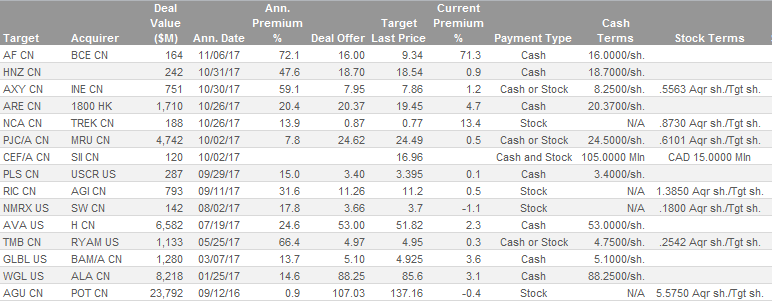 Target Acquirer Deal Value ($M) Ann. Date Ann. Premium % Deal Offer Target Last Price Current Premium % Payment Type Cash Terms Stock Terms
AF CN BCE CN 164 11/06/17 72.1 16.00 9.34 71.3 Cash 16.0000/sh.
HNZ CN 242 10/31/17 47.6 18.70 18.54 0.9 Cash 18.7000/sh.
AXY CN INE CN 751 10/30/17 59.1 7.95 7.86 1.2 Cash or Stock 8.2500/sh. .5563 Aqr sh./Tgt sh.
ARE CN 1800 HK 1,710 10/26/17 20.4 20.37 19.45 4.7 Cash 20.3700/sh.
NCA CN TREK CN 188 10/26/17 13.9 0.87 0.77 13.4 Stock N/A .8730 Aqr sh./Tgt sh.
PJC/A CN MRU CN 4,742 10/02/17 7.8 24.62 24.49 0.5 Cash or Stock 24.5000/sh. .6101 Aqr sh./Tgt sh.
CEF/A CN SII CN 120 10/02/17 16.96 Cash and Stock 105.0000 Mln CAD 15.0000 Mln
PLS CN USCR US 287 09/29/17 15.0 3.40 3.395 0.1 Cash 3.4000/sh.
RIC CN AGI CN 793 09/11/17 31.6 11.26 11.2 0.5 Stock N/A 1.3850 Aqr sh./Tgt sh.
NMRX US SW CN 142 08/02/17 17.8 3.66 3.7 -1.1 Stock N/A .1800 Aqr sh./Tgt sh.
AVA US H CN 6,582 07/19/17 24.6 53.00 51.82 2.3 Cash 53.0000/sh.
TMB CN RYAM US 1,133 05/25/17 66.4 4.97 4.95 0.3 Cash or Stock 4.7500/sh. .2542 Aqr sh./Tgt sh.
GLBL US BAM/A CN 1,280 03/07/17 13.7 5.10 4.925 3.6 Cash 5.1000/sh.
WGL US ALA CN 8,218 01/25/17 14.6 88.25 85.6 3.1 Cash 88.2500/sh.
AGU CN POT CN 23,792 09/12/16 0.9 107.03 137.16 -0.4 Stock N/A 5.5750 Aqr sh./Tgt sh.